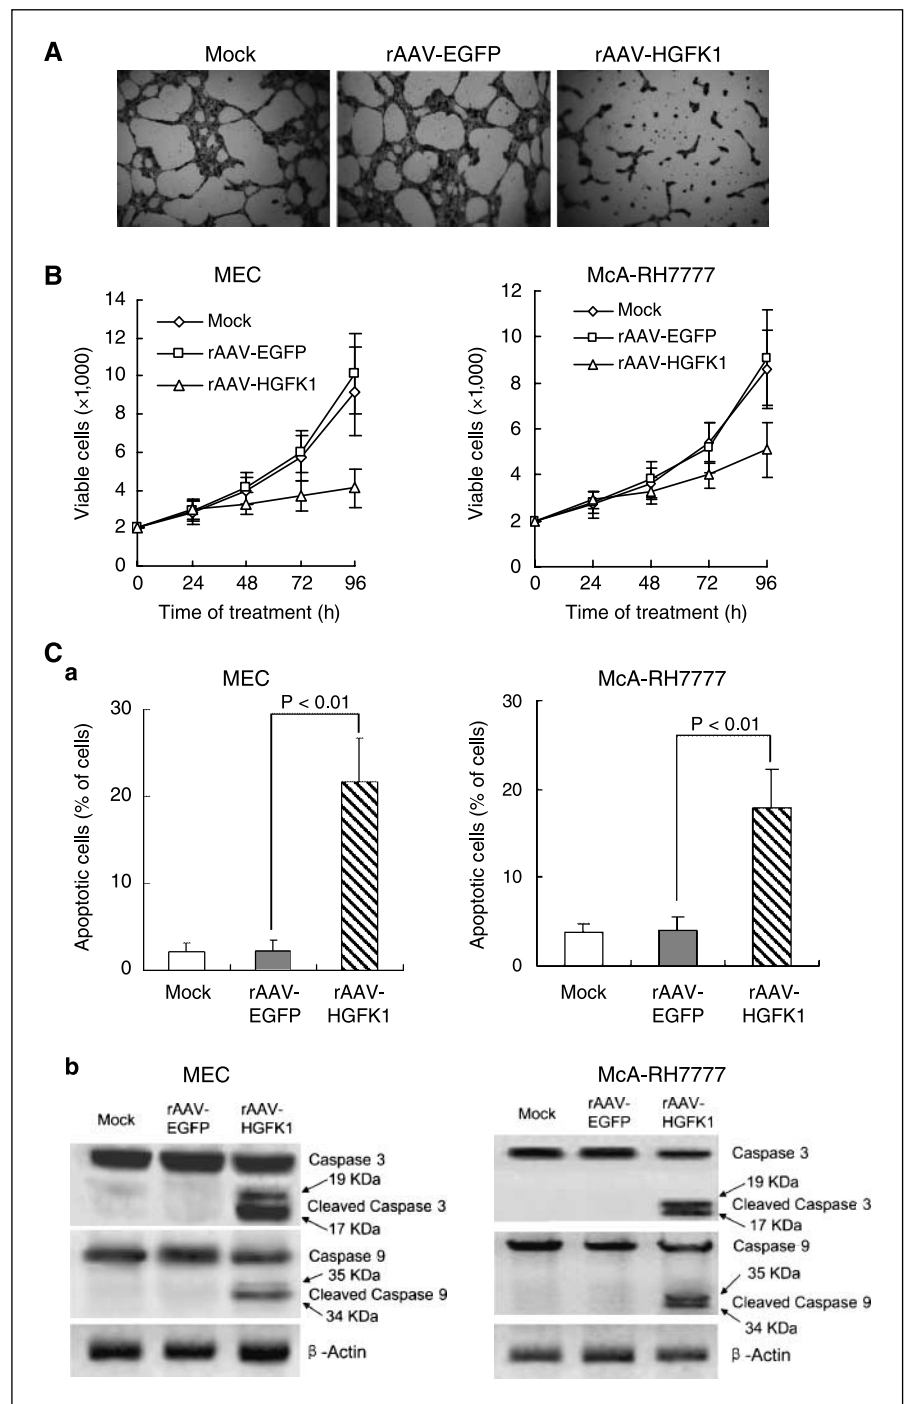 A
Mock rAAV-EGFP rAAV-HGFK1
B
MEC
14
12
10
8
6
4
2
0
Viable cells (×1,000)
Mock
rAAV-EGFP
rAAV-HGFK1
0 24 48 72 96
Time of treatment (h)
McA-RH7777
12
10
8
6
4
2
0
Viable cells (×1,000)
Mock
rAAV-EGFP
rAAV-HGFK1
0 24 48 72 96
Time of treatment (h)
C
a
MEC
30
20
10
0
Apoptotic cells (% of cells)
P < 0.01
Mock rAAV- rAAV-
EGFP HGFK1
McA-RH7777
30
20
10
0
Apoptotic cells (% of cells)
P < 0.01
Mock rAAV- rAAV-
EGFP HGFK1
b
MEC
Mock rAAV- rAAV-
EGFP HGFK1
Caspase 3
19 KDa
Cleaved Caspase 3
17 KDa
Caspase 9
35 KDa
Cleaved Caspase 9
34 KDa
β-Actin
McA-RH7777
Mock rAAV- rAAV-
EGFP HGFK1
Caspase 3
19 KDa
Cleaved Caspase 3
17 KDa
Caspase 9
35 KDa
Cleaved Caspase 9
34 KDa
β-Actin